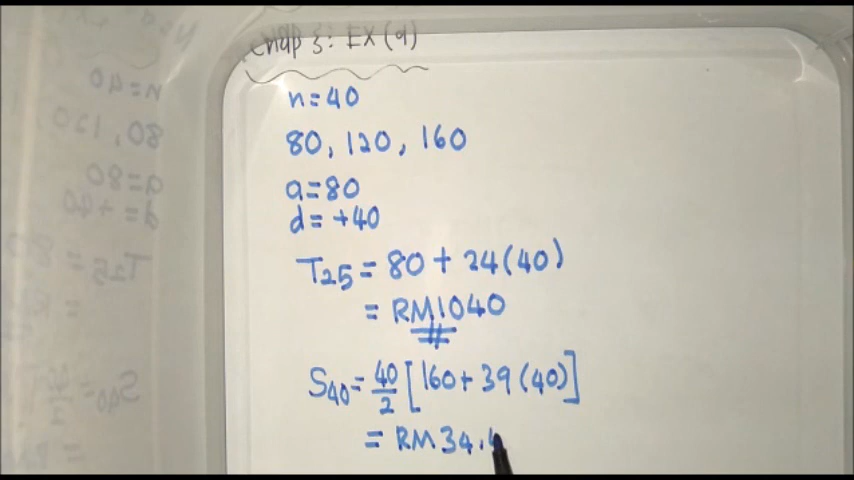 Chap 3: EX (d)
n=40
80, 120, 160
a=80
d= +40
T25 = 80 + 24(40)
= RM1040
S40 = 40/2 [160+39(40)]
= RM34.